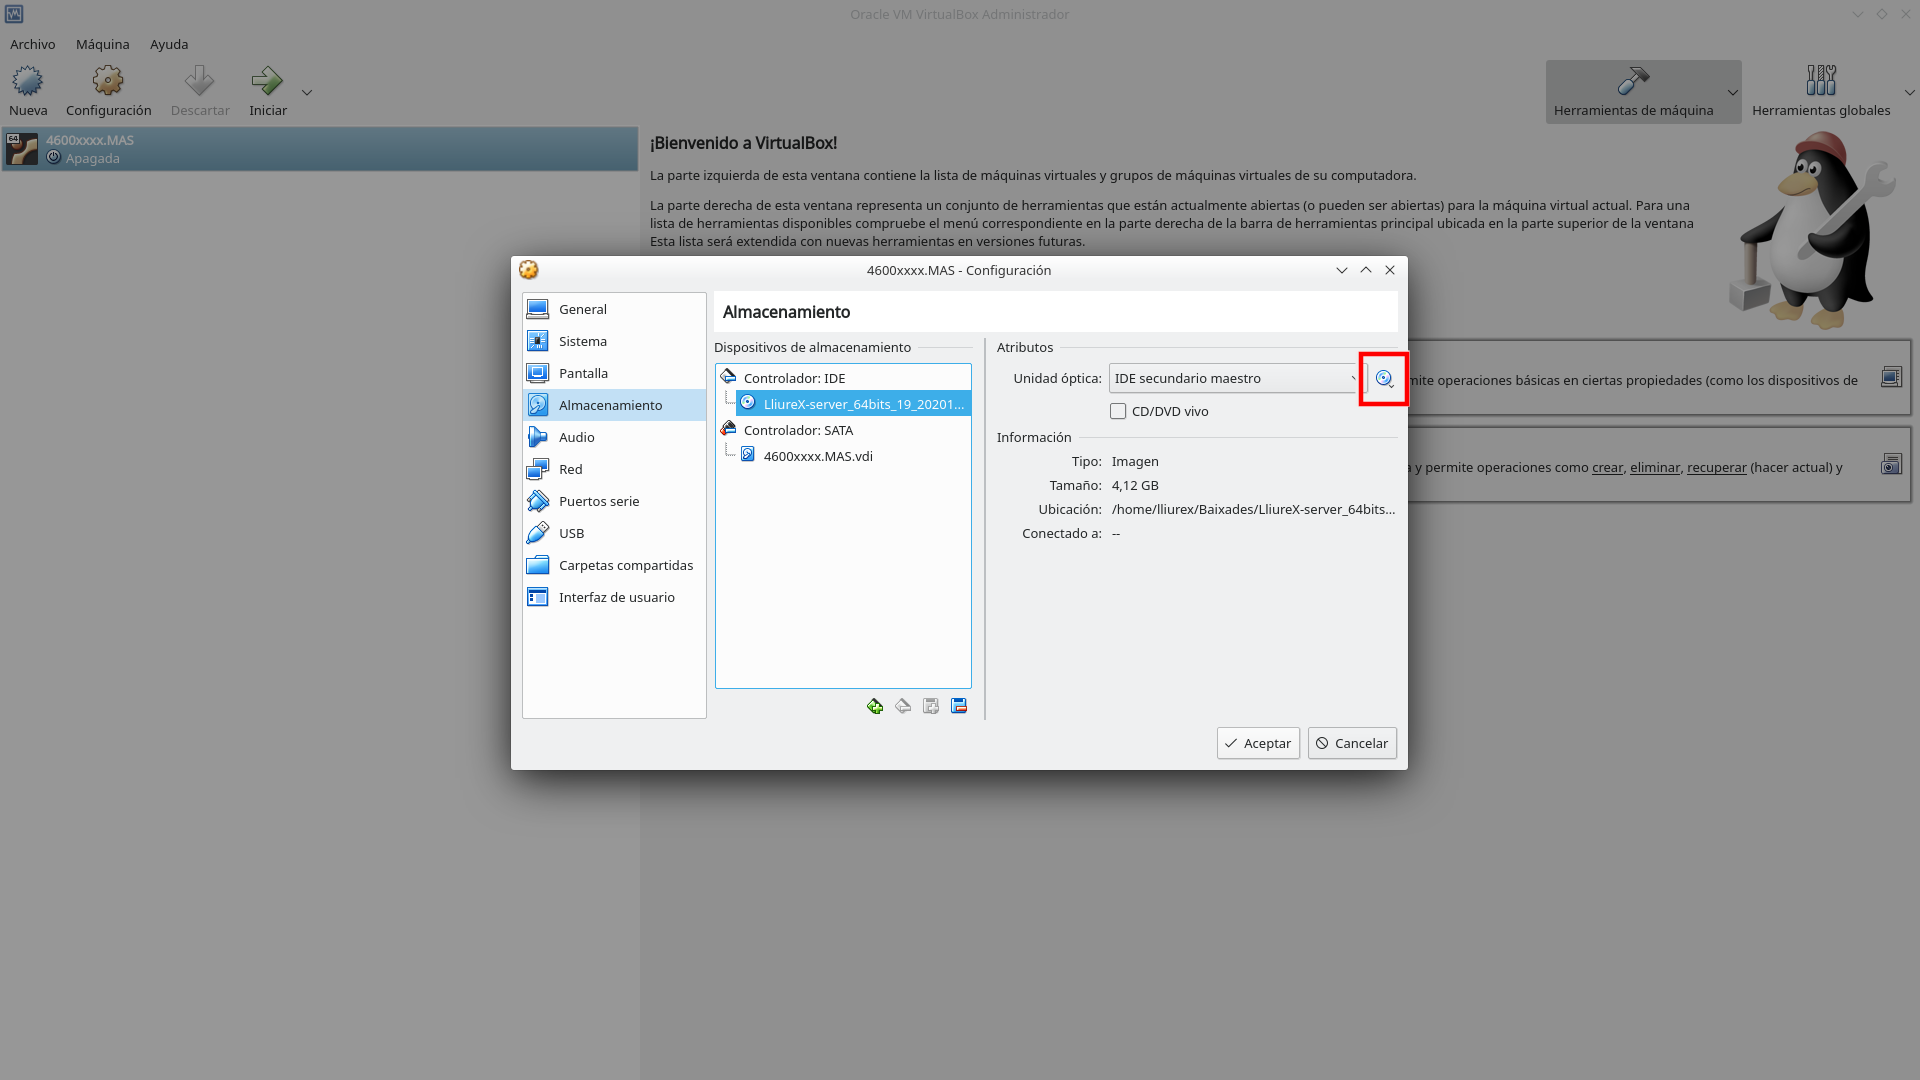 Oracle VM VirtualBox Administrador
Archivo Máquina Ayuda
Nueva Configuración Descartar Iniciar
Herramientas de máquina Herramientas globales
64
4600xxxx.MAS
Apagada
¡Bienvenido a VirtualBox!
La parte izquierda de esta ventana contiene la lista de máquinas virtuales y grupos de máquinas virtuales de su computadora.
La parte derecha de esta ventana representa un conjunto de herramientas que están actualmente abiertas (o pueden ser abiertas) para la máquina virtual actual. Para una
lista de herramientas disponibles compruebe el menú correspondiente en la parte derecha de la barra de herramientas principal ubicada en la parte superior de la ventana
Esta lista será extendida con nuevas herramientas en versiones futuras.
mite operaciones básicas en ciertas propiedades (como los dispositivos de
a y permite operaciones como crear, eliminar, recuperar (hacer actual) y
4600xxxx.MAS - Configuración
General
Sistema
Pantalla
Almacenamiento
Audio
Red
Puertos serie
USB
Carpetas compartidas
Interfaz de usuario
Almacenamiento
Dispositivos de almacenamiento
Controlador: IDE
LliureX-server_64bits_19_20201...
Controlador: SATA
4600xxxx.MAS.vdi
Atributos
Unidad óptica: IDE secundario maestro
CD/DVD vivo
Información
Tipo: Imagen
Tamaño: 4,12 GB
Ubicación: /home/lliurex/Baixades/LliureX-server_64bits...
Conectado a: --
Aceptar Cancelar